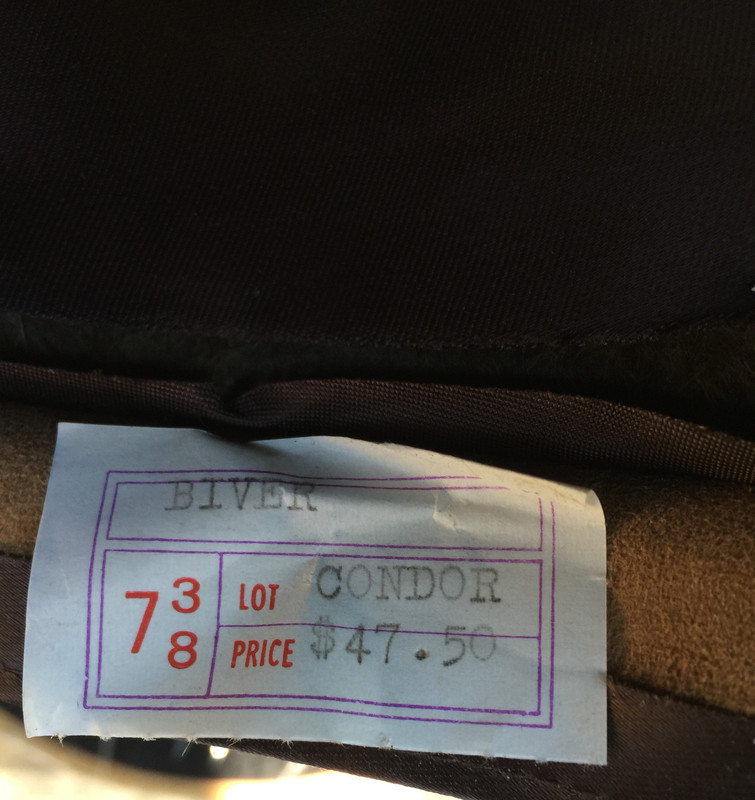 BIVER
7 3/8
LOT CONDOR
PRICE $47.50